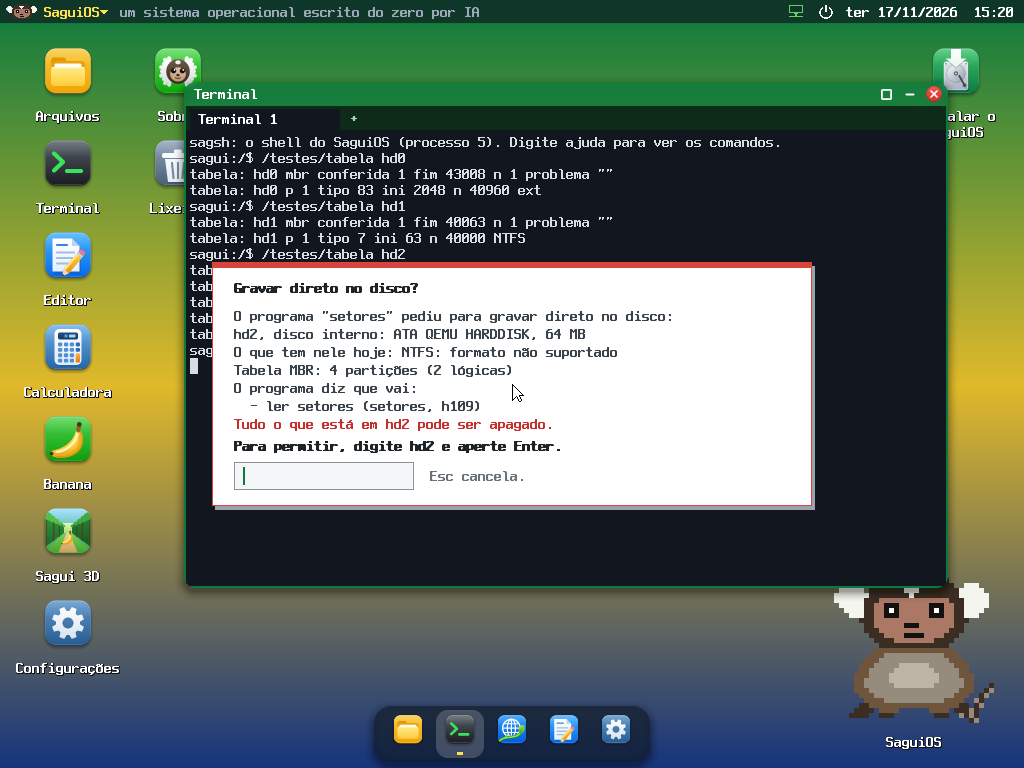 SaguiOS um sistema operacional escrito do zero por IA
ter 17/11/2026 15:20
Arquivos
Terminal
Editor
Calculadora
Banana
Sagui 3D
Configurações
Terminal
Terminal 1 +
sagsh: o shell do SaguiOS (processo 5). Digite ajuda para ver os comandos.
sagui:/$ /testes/tabela hd0
tabela: hd0 mbr conferida 1 fim 43008 n 1 problema ""
tabela: hd0 p 1 tipo 83 ini 2048 n 40960 ext
sagui:/$ /testes/tabela hd1
tabela: hd1 mbr conferida 1 fim 40063 n 1 problema ""
tabela: hd1 p 1 tipo 7 ini 63 n 40000 NTFS
sagui:/$ /testes/tabela hd2
Gravar direto no disco?
O programa "setores" pediu para gravar direto no disco:
hd2, disco interno: ATA QEMU HARDDISK, 64 MB
O que tem nele hoje: NTFS: formato não suportado
Tabela MBR: 4 partições (2 lógicas)
O programa diz que vai:
- ler setores (setores, h109)
Tudo o que está em hd2 pode ser apagado.
Para permitir, digite hd2 e aperte Enter.
Esc cancela.
SaguiOS